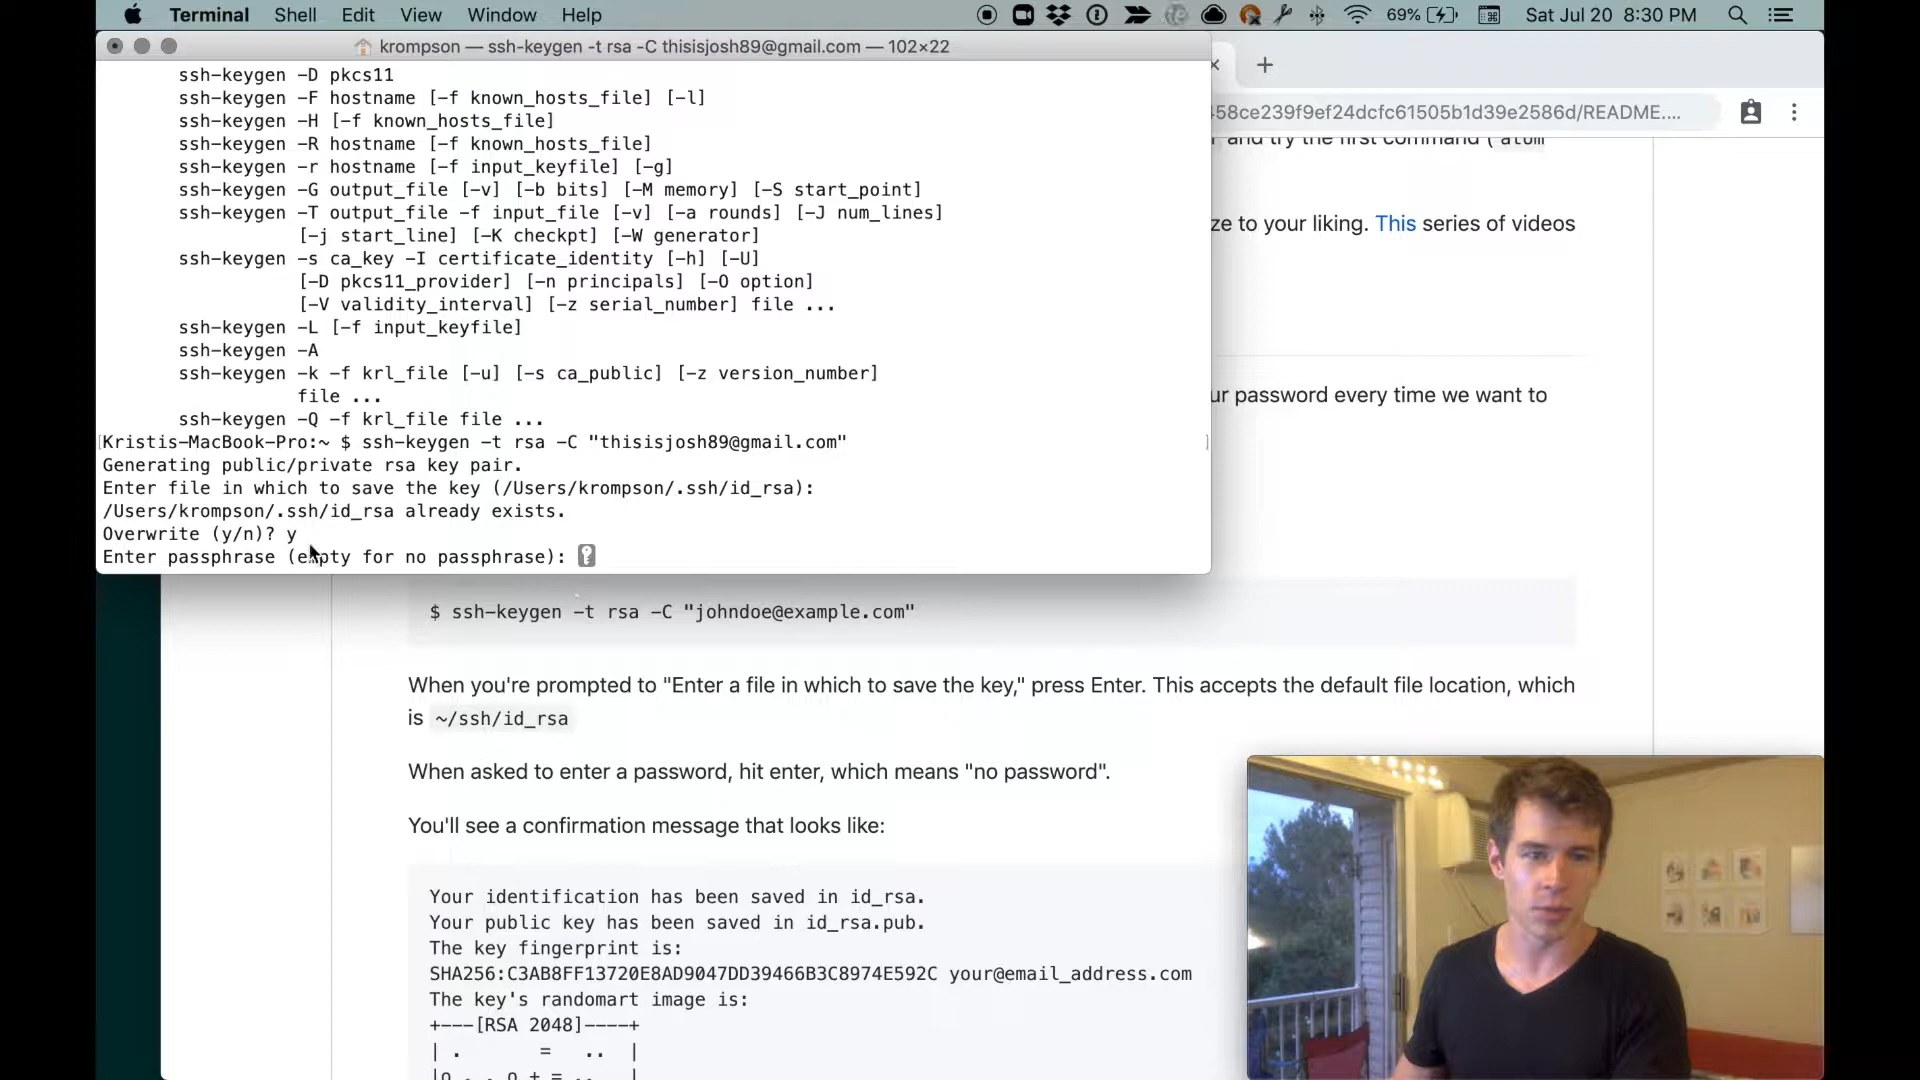 Terminal Shell Edit View Window Help 69% Sat Jul 20 8:30 PM
krompson — ssh-keygen -t rsa -C thisisjosh89@gmail.com — 102×22
ssh-keygen -D pkcs11
ssh-keygen -F hostname [-f known_hosts_file] [-l]
ssh-keygen -H [-f known_hosts_file]
ssh-keygen -R hostname [-f known_hosts_file]
ssh-keygen -r hostname [-f input_keyfile] [-g]
ssh-keygen -G output_file [-v] [-b bits] [-M memory] [-S start_point]
ssh-keygen -T output_file -f input_file [-v] [-a rounds] [-J num_lines]
[-j start_line] [-K checkpt] [-W generator]
ssh-keygen -s ca_key -I certificate_identity [-h] [-U]
[-D pkcs11_provider] [-n principals] [-O option]
[-V validity_interval] [-z serial_number] file ...
ssh-keygen -L [-f input_keyfile]
ssh-keygen -A
ssh-keygen -k -f krl_file [-u] [-s ca_public] [-z version_number]
file ...
ssh-keygen -Q -f krl_file file ...
[Kristis-MacBook-Pro:~ $ ssh-keygen -t rsa -C "thisisjosh89@gmail.com" ]
Generating public/private rsa key pair.
Enter file in which to save the key (/Users/krompson/.ssh/id_rsa):
/Users/krompson/.ssh/id_rsa already exists.
Overwrite (y/n)? y
Enter passphrase (empty for no passphrase):
458ce239f9ef24dcfc61505b1d39e2586d/README....
and try the first command ( atom
ze to your liking. This series of videos
ur password every time we want to
$ ssh-keygen -t rsa -C "johndoe@example.com"
When you're prompted to "Enter a file in which to save the key," press Enter. This accepts the default file location, which
is ~/ssh/id_rsa
When asked to enter a password, hit enter, which means "no password".
You'll see a confirmation message that looks like:
Your identification has been saved in id_rsa.
Your public key has been saved in id_rsa.pub.
The key fingerprint is:
SHA256:C3AB8FF13720E8AD9047DD39466B3C8974E592C your@email_address.com
The key's randomart image is:
+---[RSA 2048]----+
| .       =   ..  |
|o . . o + = ..   |